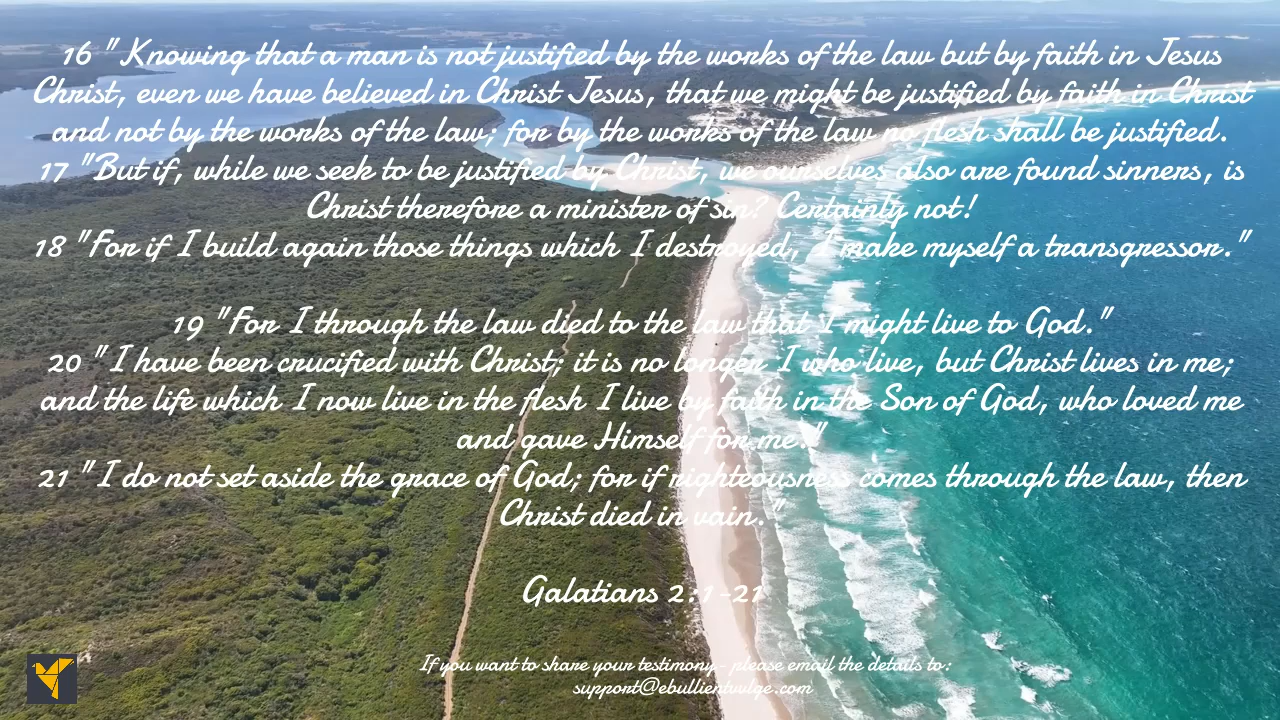 16 "Knowing that a man is not justified by the works of the law but by faith in Jesus
Christ, even we have believed in Christ Jesus, that we might be justified by faith in Christ
and not by the works of the law; for by the works of the law no flesh shall be justified.
17 "But if, while we seek to be justified by Christ, we ourselves also are found sinners, is
Christ therefore a minister of sin? Certainly not!
18 "For if I build again those things which I destroyed, I make myself a transgressor."
19 "For I through the law died to the law that I might live to God."
20 "I have been crucified with Christ; it is no longer I who live, but Christ lives in me;
and the life which I now live in the flesh I live by faith in the Son of God, who loved me
and gave Himself for me."
21 "I do not set aside the grace of God; for if righteousness comes through the law, then
Christ died in vain."
Galatians 2:1-21
If you want to share your testimony - please email the details to: